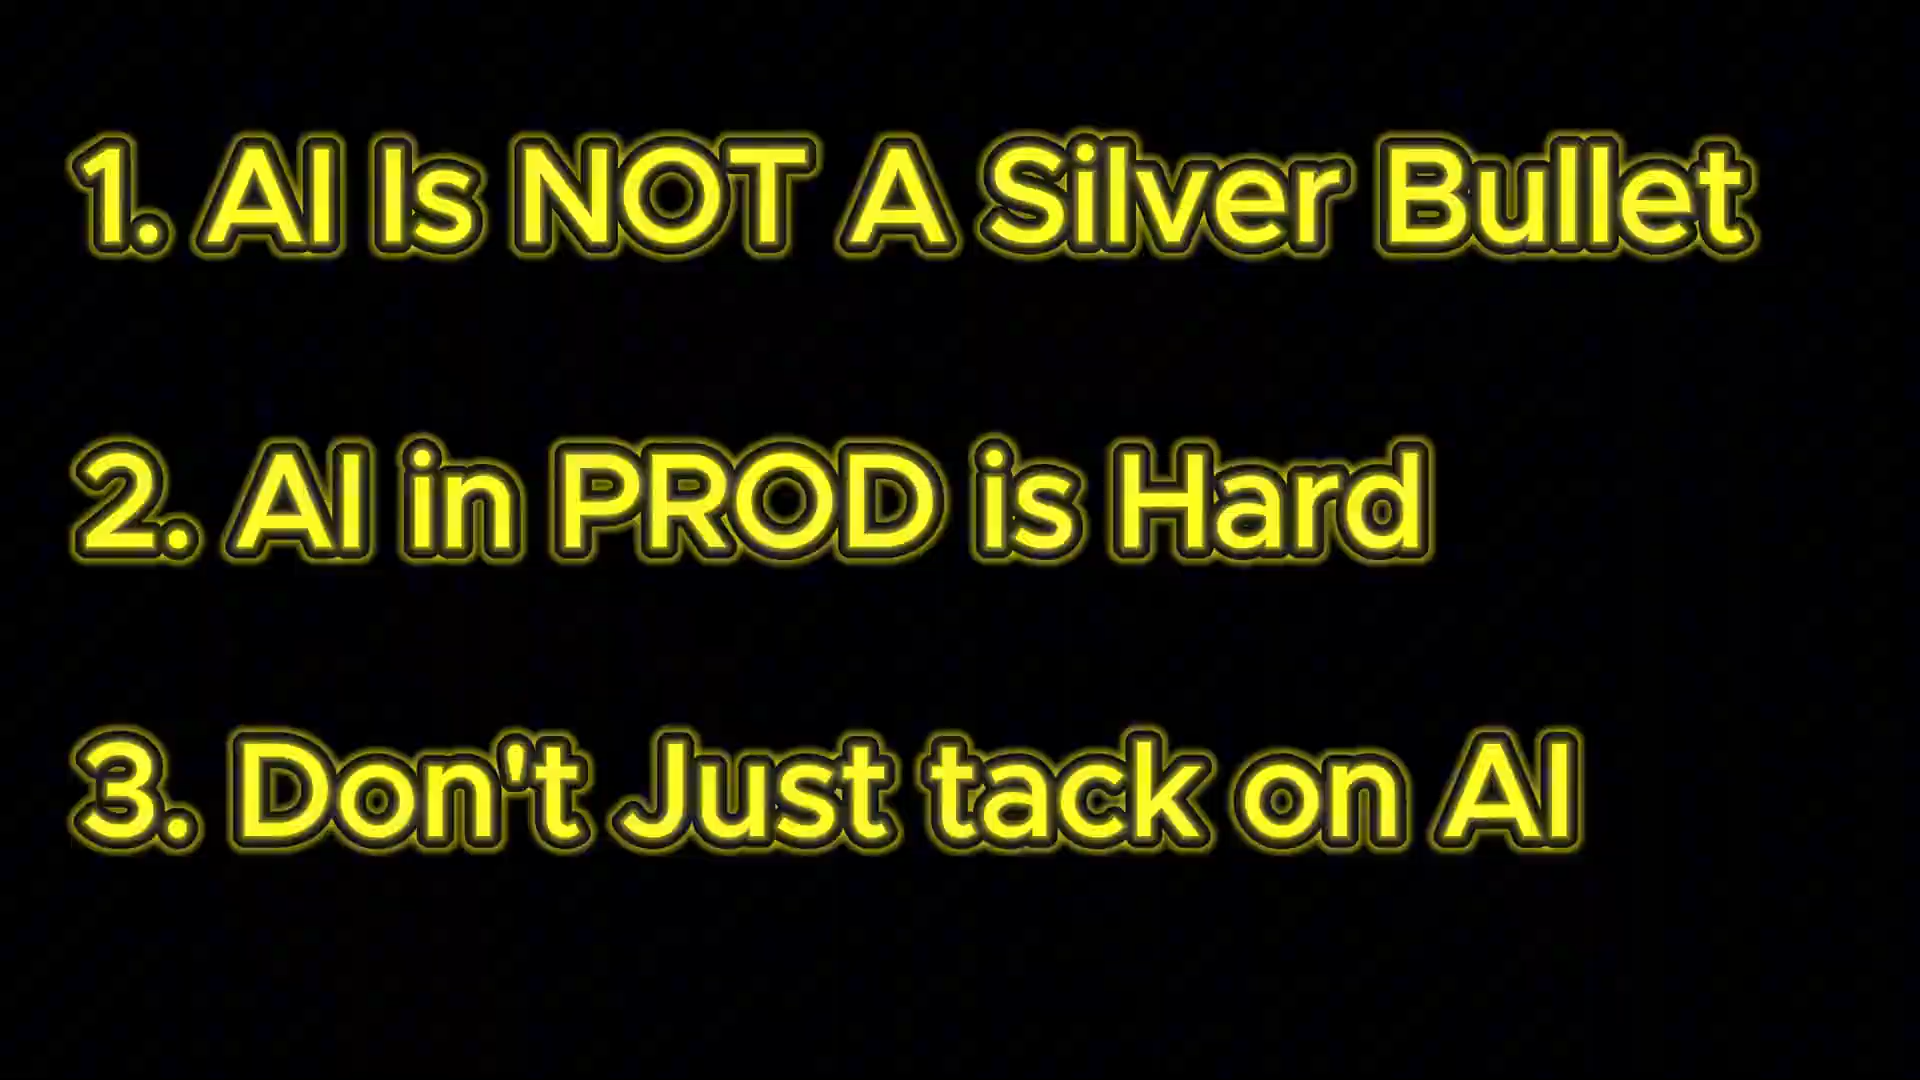 1. AI Is NOT A Silver Bullet
2. AI in PROD is Hard
3. Don't Just tack on AI